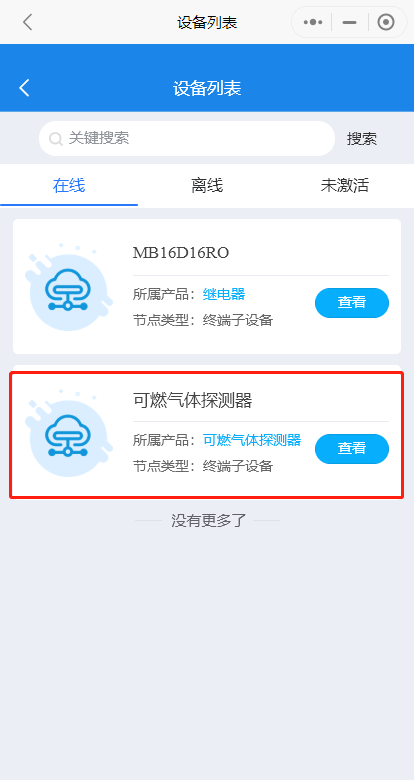 设备列表
设备列表
关键搜索
搜索
在线
离线
未激活
MB16D16RO
所属产品：继电器
查看
节点类型：终端子设备
可燃气体探测器
所属产品：可燃气体探测器
查看
节点类型：终端子设备
没有更多了